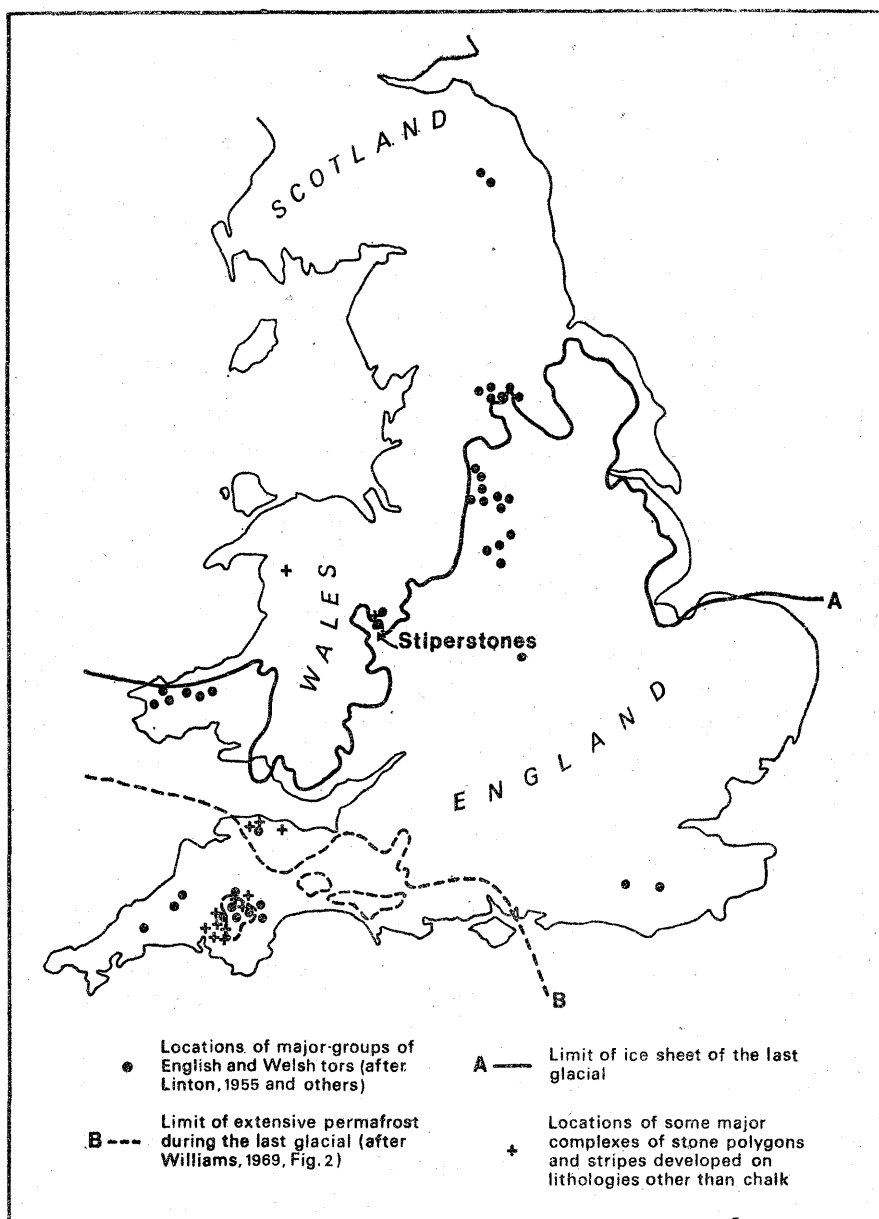 SCOTLAND
WALES
Stiperstones
A
ENGLAND
B
Locations of major-groups of
English and Welsh tors (after
Linton, 1955 and others)
A
Limit of ice sheet of the last
glacial
B
Limit of extensive permafrost
during the last glacial (after
Williams, 1969, Fig. 2)
Locations of some major
complexes of stone polygons
and stripes developed on
lithologies other than chalk